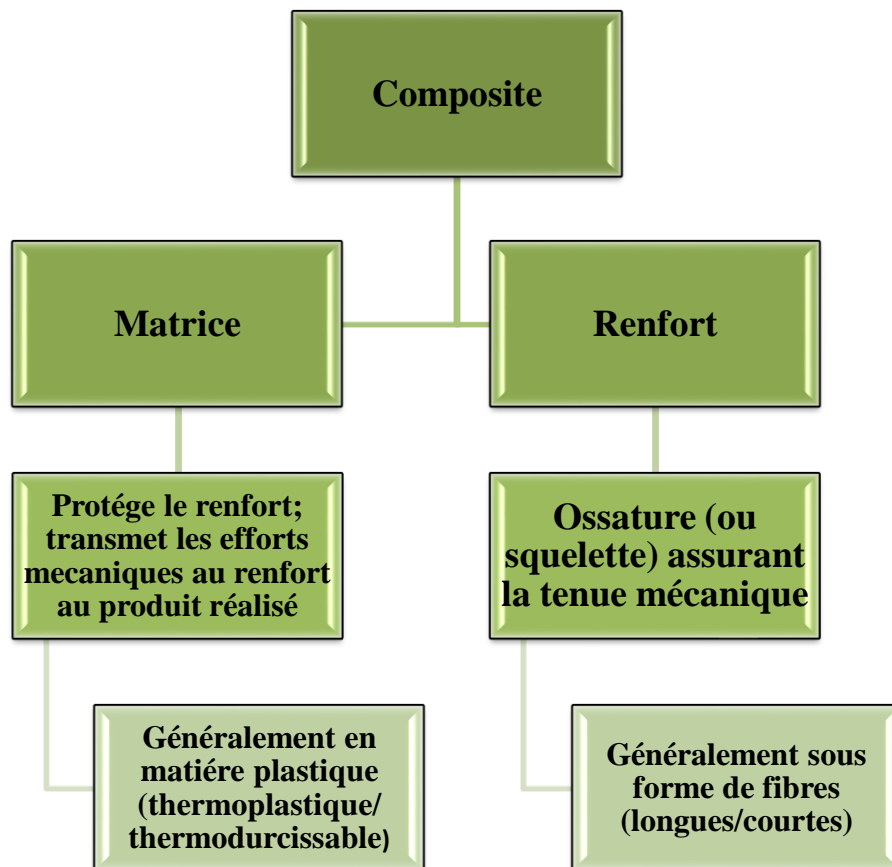 Composite
Matrice
Renfort
Protége le renfort;
transmet les efforts
mecaniques au renfort
au produit réalisé
Ossature (ou
squelette) assurant
la tenue mécanique
Généralement en
matiére plastique
(thermoplastique/
thermodurcissable)
Généralement sous
forme de fibres
(longues/courtes)